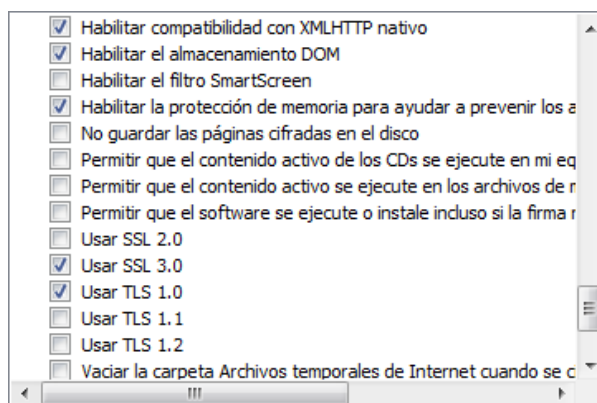 Habilitar compatibilidad con XMLHTTP nativo
Habilitar el almacenamiento DOM
Habilitar el filtro SmartScreen
Habilitar la protección de memoria para ayudar a prevenir los a
No guardar las páginas cifradas en el disco
Permitir que el contenido activo de los CDs se ejecute en mi eq
Permitir que el contenido activo se ejecute en los archivos de
Permitir que el software se ejecute o instale incluso si la firma
Usar SSL 2.0
Usar SSL 3.0
Usar TLS 1.0
Usar TLS 1.1
Usar TLS 1.2
Vaciar la carpeta Archivos temporales de Internet cuando se c